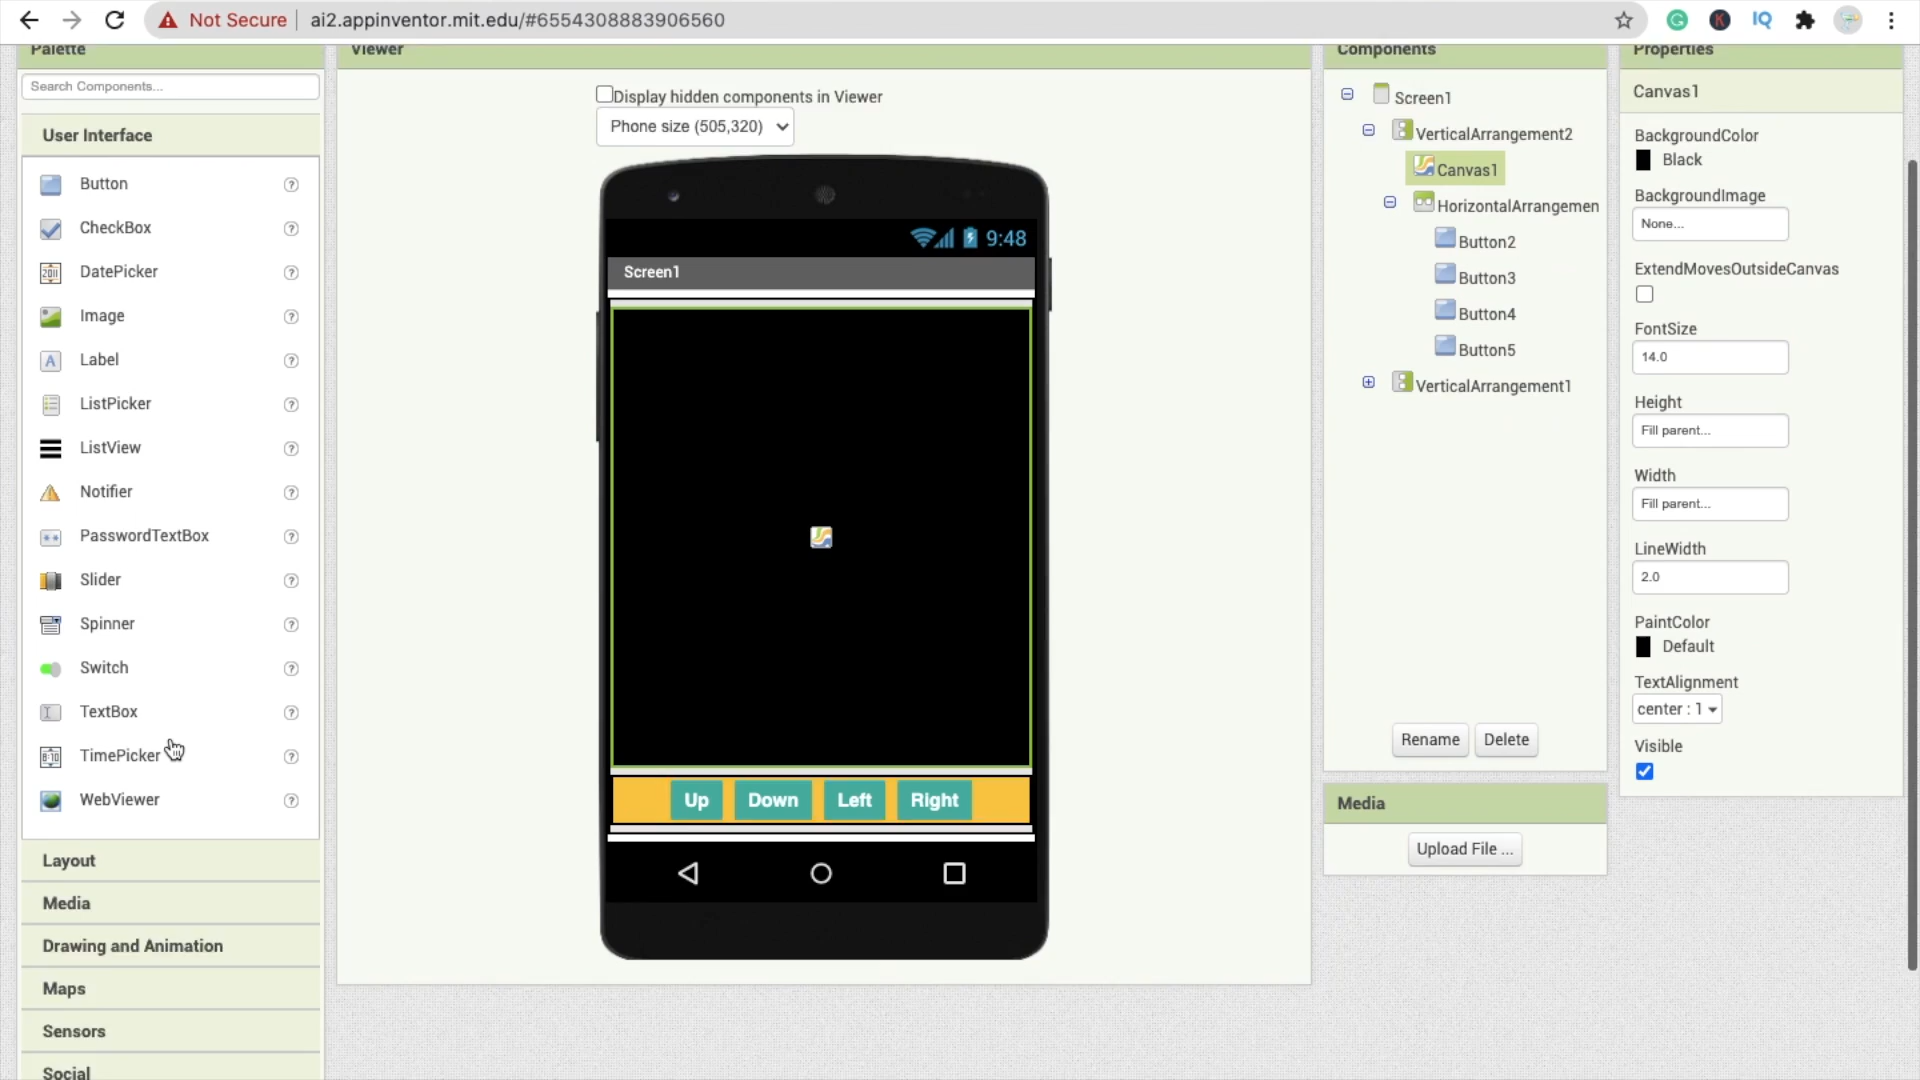 Not Secure
ai2.appinventor.mit.edu/#6554308883906560
Palette
Search Components...
User Interface
Button
CheckBox
DatePicker
Image
Label
ListPicker
ListView
Notifier
PasswordTextBox
Slider
Spinner
Switch
TextBox
TimePicker
WebViewer
Layout
Media
Drawing and Animation
Maps
Sensors
Social
Viewer
Display hidden components in Viewer
Phone size (505,320)
9:48
Screen1
Up
Down
Left
Right
Components
Screen1
VerticalArrangement2
Canvas1
HorizontalArrangemen
Button2
Button3
Button4
Button5
VerticalArrangement1
Rename
Delete
Media
Upload File ...
Properties
Canvas1
BackgroundColor
Black
BackgroundImage
None...
ExtendMovesOutsideCanvas
FontSize
14.0
Height
Fill parent...
Width
Fill parent...
LineWidth
2.0
PaintColor
Default
TextAlignment
center : 1
Visible